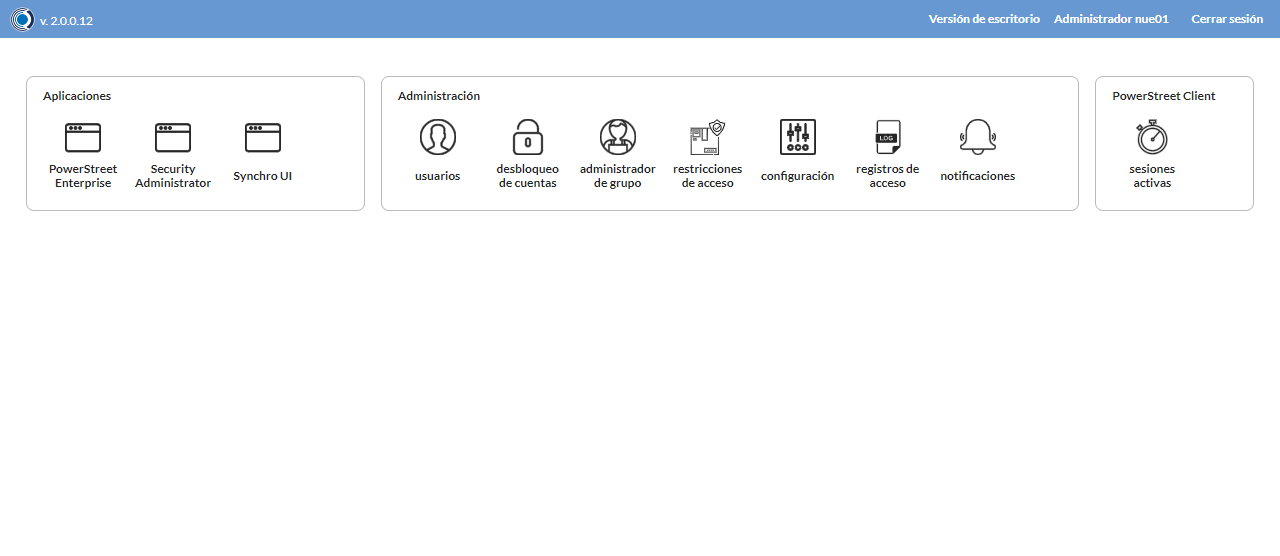 v. 2.0.0.12
Versión de escritorio
Administrador nue01
Cerrar sesión
Aplicaciones
PowerStreet
Enterprise
Security
Administrator
Synchro UI
Administración
usuarios
desbloqueo
de cuentas
administrador
de grupo
restricciones
de acceso
configuración
LOG
registros de
acceso
notificaciones
PowerStreet Client
sesiones
activas